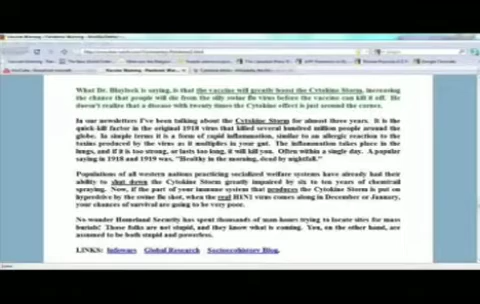 What Dr. Blaylock is saying, is that the vaccine will greatly boost the Cytokine Storm, increasing
the chance that people will die from the silly swine flu virus before the vaccine can kill it off. He
doesn't realize that a disease with twenty times the Cytokine effect is just around the corner.
In our newsletters I've been talking about the Cytokine Storm for almost three years. It is
the quick-kill factor in the original 1918 virus that killed several hundred million people around the
globe. In simple terms it is a form of rapid inflammation, similar to an allergic reaction to the
toxins produced by the virus as it multiplies in your gut. The inflammation takes place in the
lungs, and if it is too strong, or lasts too long, it will kill you. Often within a single day. A popular
saying in 1918 and 1919 was, "Healthy in the morning, dead by nightfall."
Populations of all western nations practicing socialized welfare systems have already had their
ability to shut down the Cytokine Storm greatly impaired by six to ten years of chemical
spraying. Now, if the part of your immune system that produces the Cytokine Storm is put on
hyperdrive by the swine flu shot, when the real H1N1 virus comes along in December or January,
your chances of survival are going to be very poor.
No wonder Homeland Security has spent thousands of man hours trying to locate sites for mass
burials! Those folks are not stupid, and they know what is coming. You, on the other hand, are
assumed to be both stupid and powerless.
LINKS: Infowars Global Research Socioecohistory Blog.